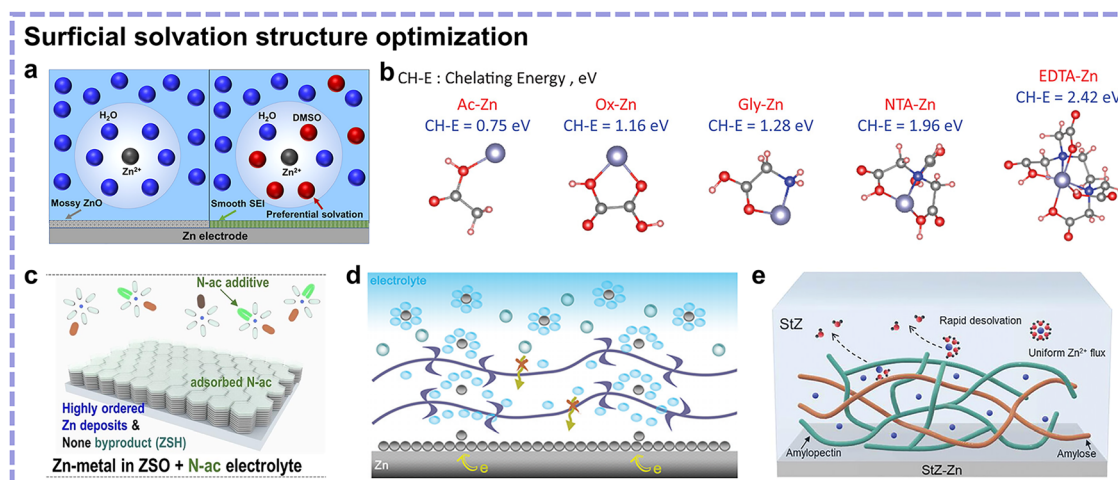 Surficial solvation structure optimization
a
H₂O
Zn²⁺
H₂O
DMSO
Zn²⁺
Mossy ZnO
Smooth SEI
Preferential solvation
Zn electrode
b
CH-E : Chelating Energy , eV
Ac-Zn
CH-E = 0.75 eV
Ox-Zn
CH-E = 1.16 eV
Gly-Zn
CH-E = 1.28 eV
NTA-Zn
CH-E = 1.96 eV
EDTA-Zn
CH-E = 2.42 eV
c
N-ac additive
adsorbed N-ac
Highly ordered
Zn deposits &
None byproduct (ZSH)
Zn-metal in ZSO + N-ac electrolyte
d
electrolyte
Zn
e
e
e
StZ
Rapid desolvation
Uniform Zn²⁺ flux
Amylopectin
Amylose
StZ-Zn